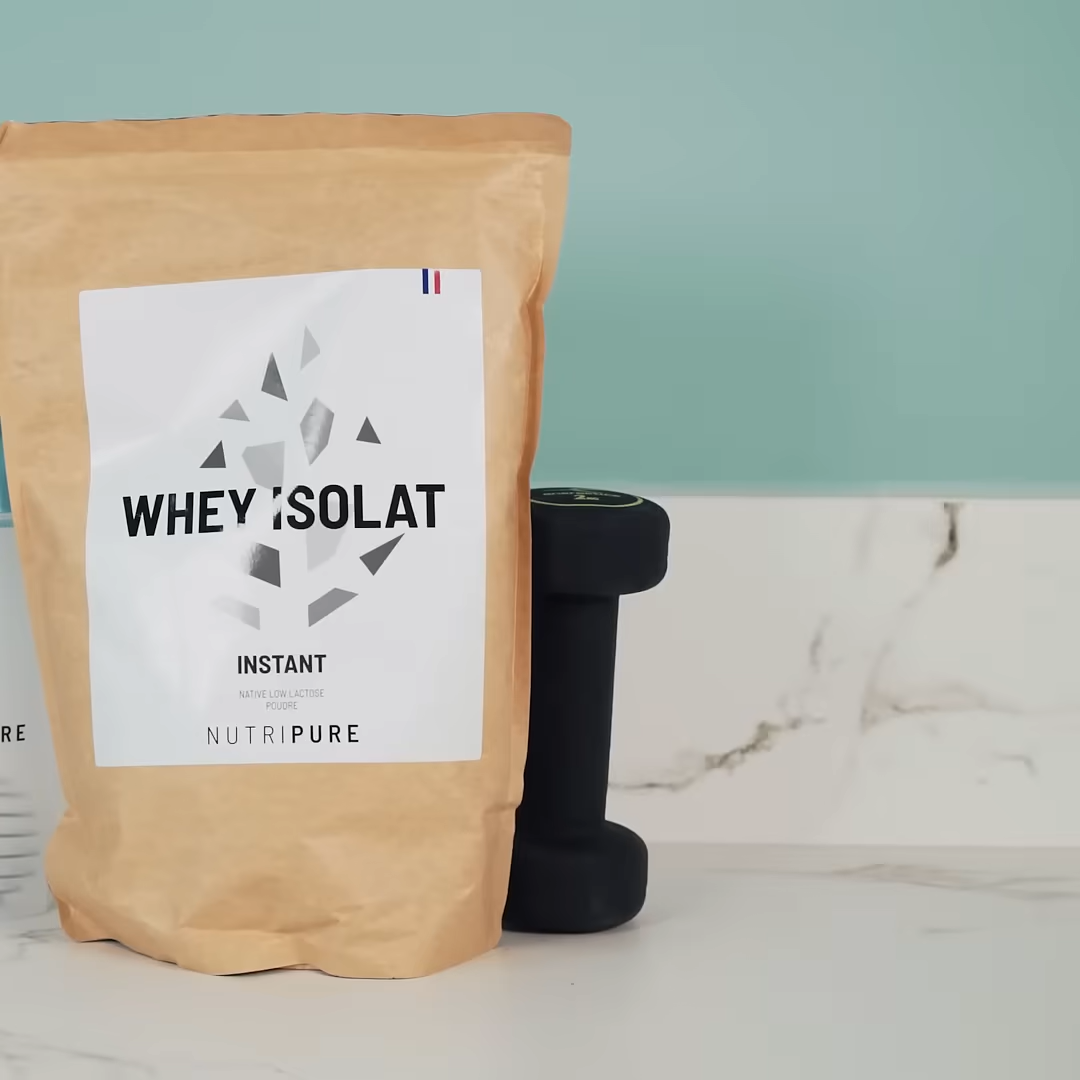 WHEY ISOLAT
INSTANT
NATIVE LOW LACTOSE
POUDRE
NUTRIPURE
RE